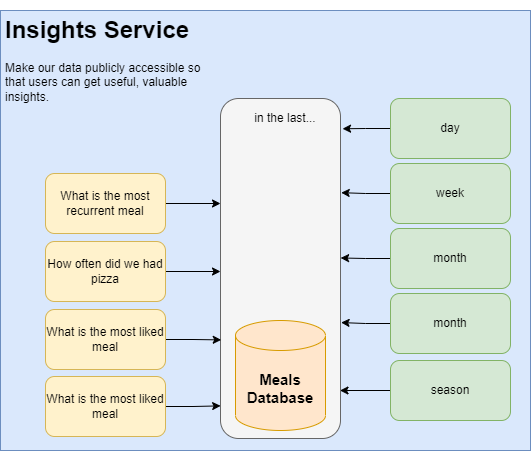 Insights Service
Make our data publicly accessible so
that users can get useful, valuable
insights.
in the last...
day
week
month
month
season
What is the most
recurrent meal
How often did we had
pizza
What is the most liked
meal
What is the most liked
meal
Meals
Database